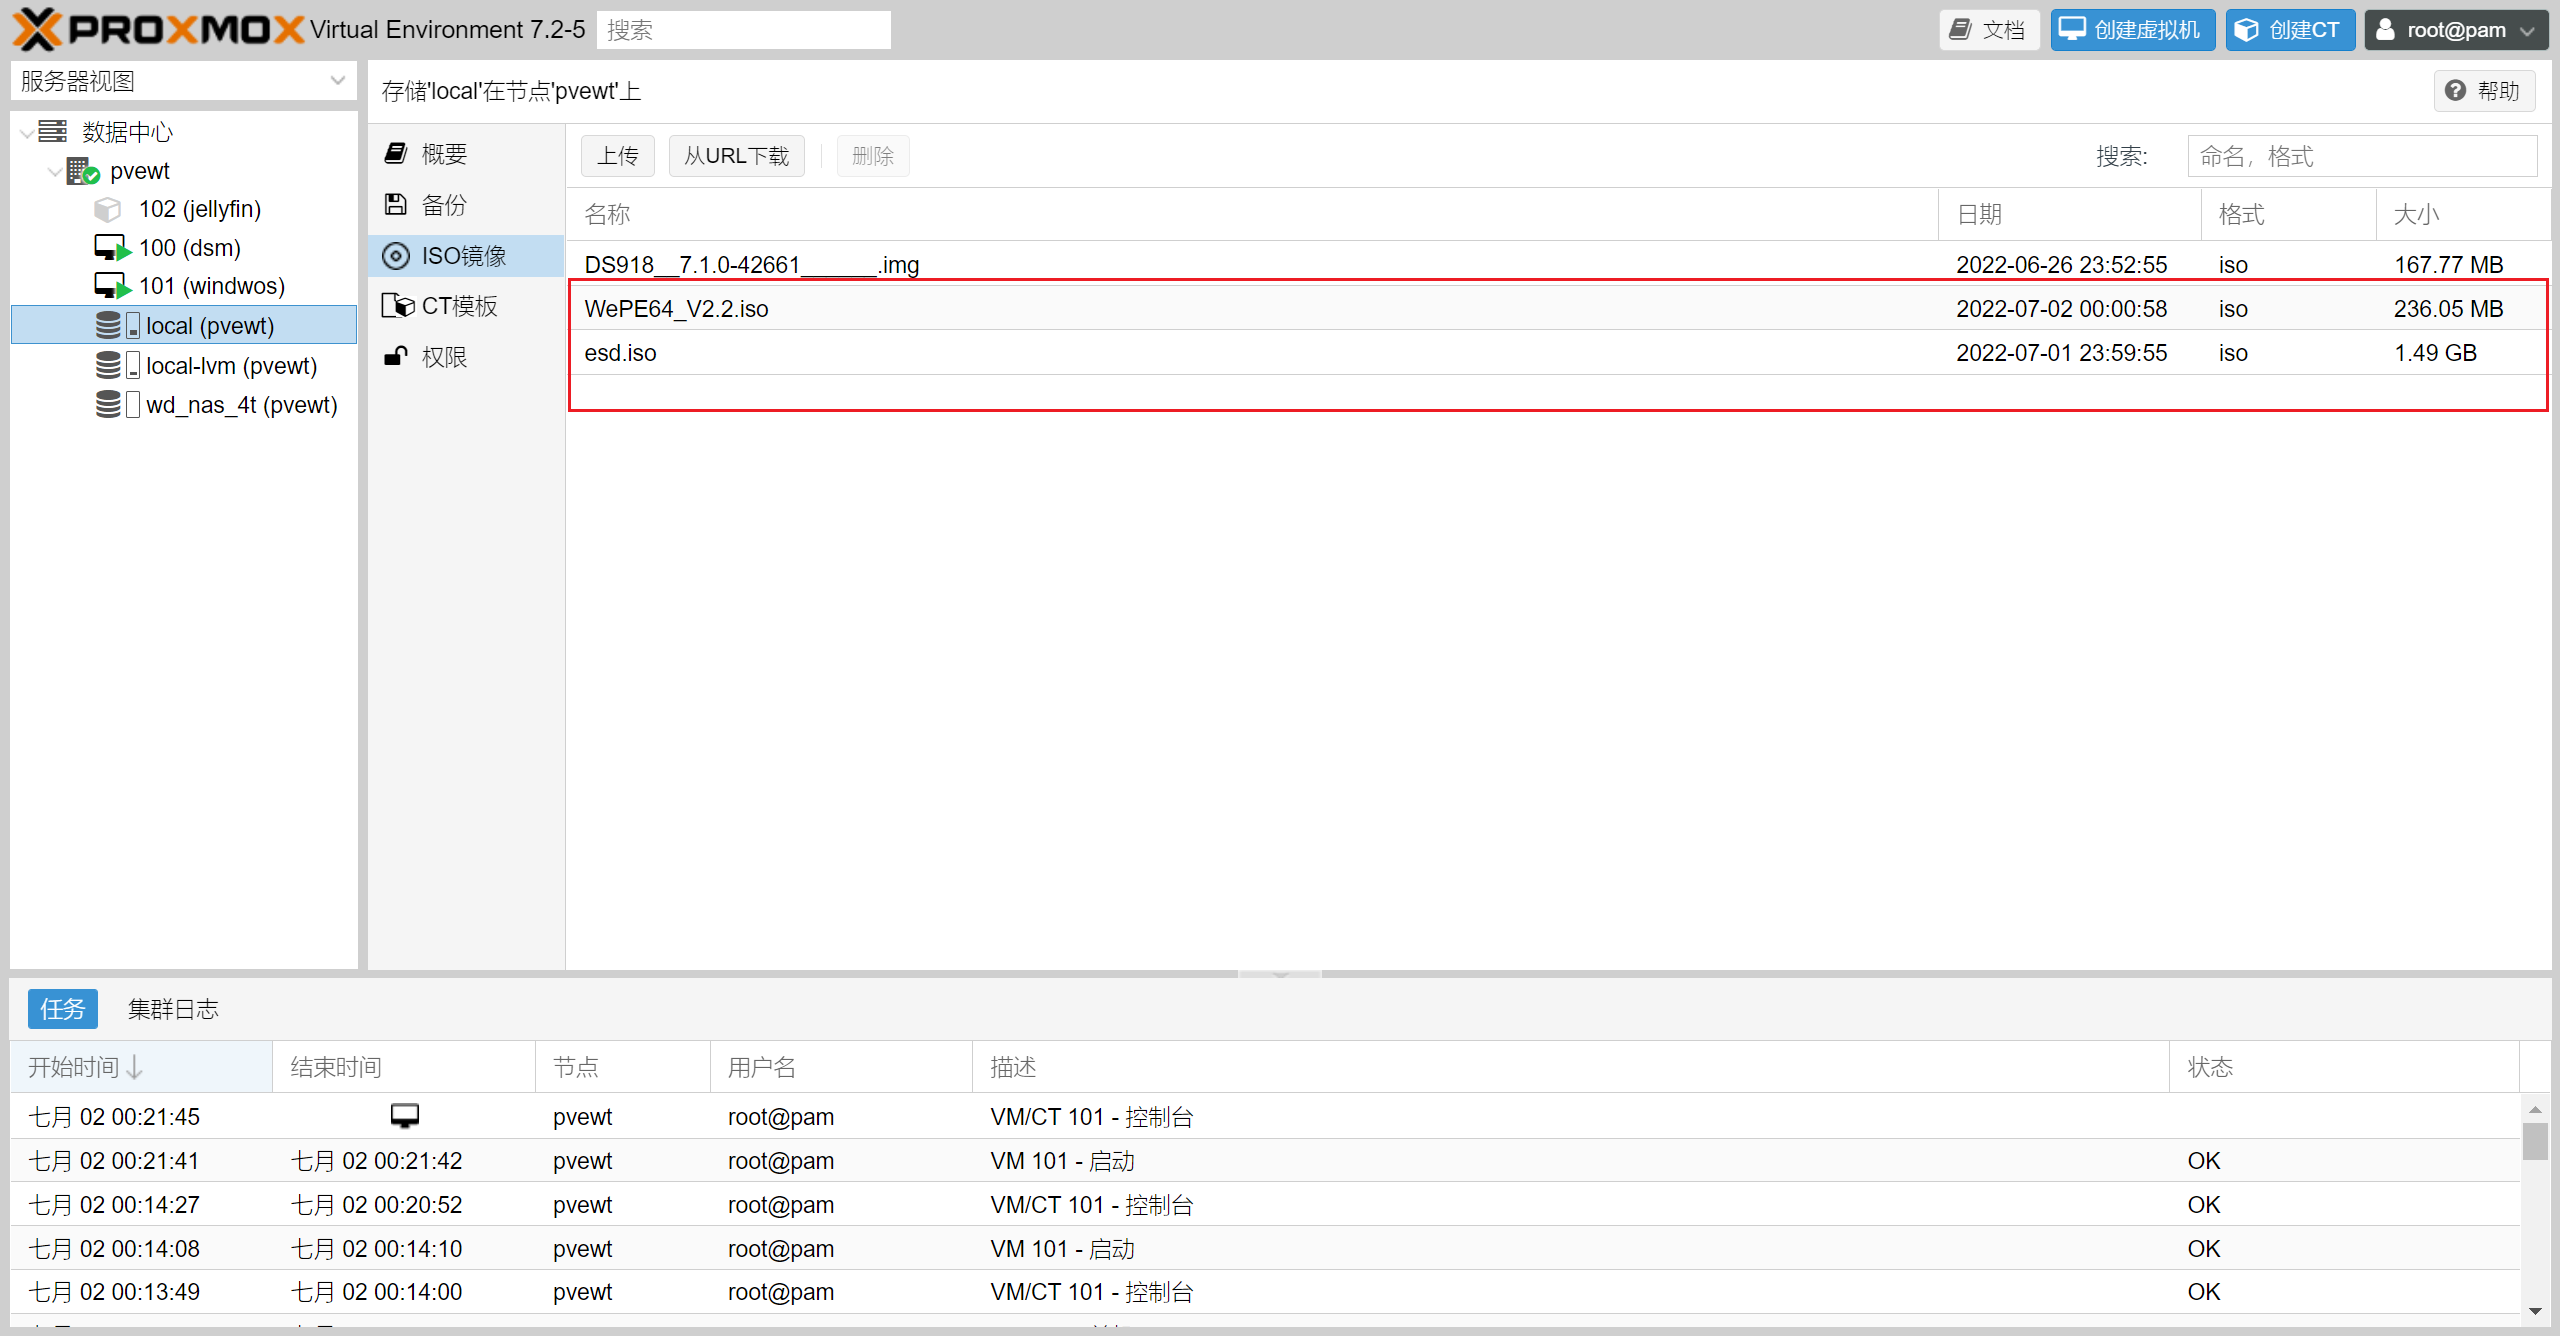 PROXMOX Virtual Environment 7.2-5 搜索 文档 创建虚拟机 创建CT root@pam
服务器视图
数据中心
pvewt
102 (jellyfin)
100 (dsm)
101 (windwos)
local (pvewt)
local-lvm (pvewt)
wd_nas_4t (pvewt)
存储'local'在节点'pvewt'上 帮助
概要
备份
ISO镜像
CT模板
权限
上传 从URL下载 删除 搜索: 命名，格式
名称 日期 格式 大小
DS918__7.1.0-42661______.img 2022-06-26 23:52:55 iso 167.77 MB
WePE64_V2.2.iso 2022-07-02 00:00:58 iso 236.05 MB
esd.iso 2022-07-01 23:59:55 iso 1.49 GB
任务 集群日志
开始时间 结束时间 节点 用户名 描述 状态
七月 02 00:21:45 pvewt root@pam VM/CT 101 - 控制台
七月 02 00:21:41 七月 02 00:21:42 pvewt root@pam VM 101 - 启动 OK
七月 02 00:14:27 七月 02 00:20:52 pvewt root@pam VM/CT 101 - 控制台 OK
七月 02 00:14:08 七月 02 00:14:10 pvewt root@pam VM 101 - 启动 OK
七月 02 00:13:49 七月 02 00:14:00 pvewt root@pam VM/CT 101 - 控制台 OK